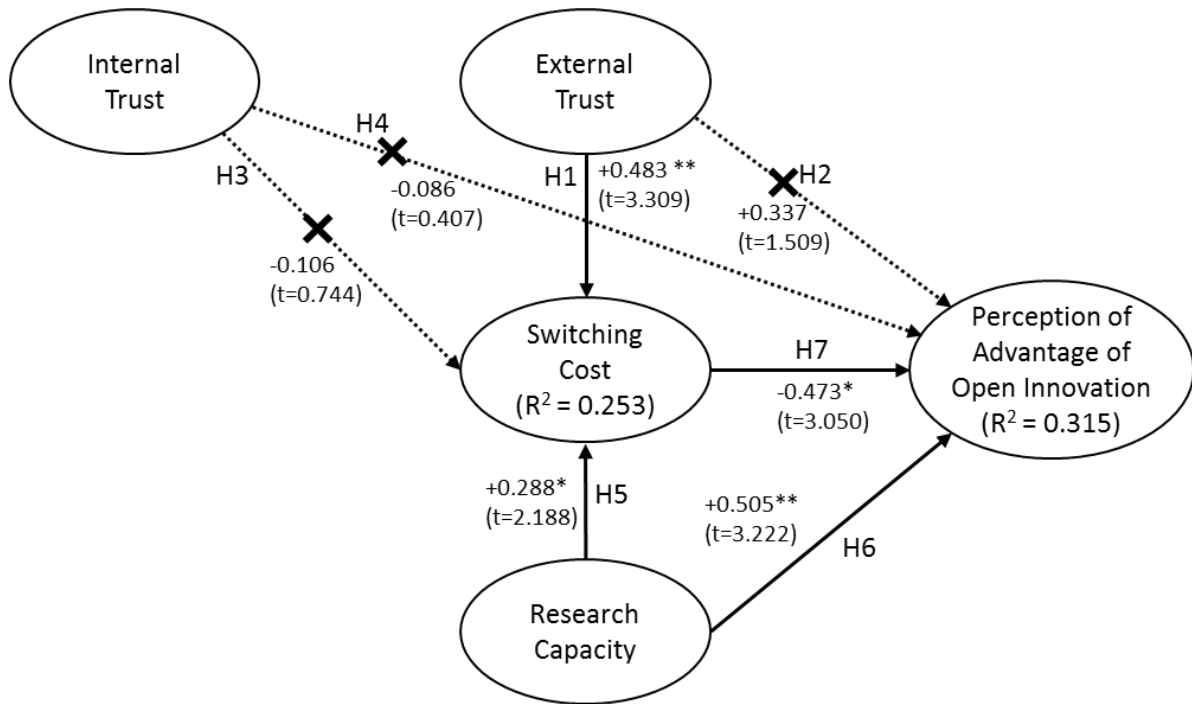 Internal
Trust
External
Trust
H4
H3
-0.086
(t=0.407)
H1
+0.483 **
(t=3.309)
H2
+0.337
(t=1.509)
-0.106
(t=0.744)
Switching
Cost
(R² = 0.253)
H7
-0.473*
(t=3.050)
Perception of
Advantage of
Open Innovation
(R² = 0.315)
+0.288*
(t=2.188)
H5
+0.505**
(t=3.222)
H6
Research
Capacity